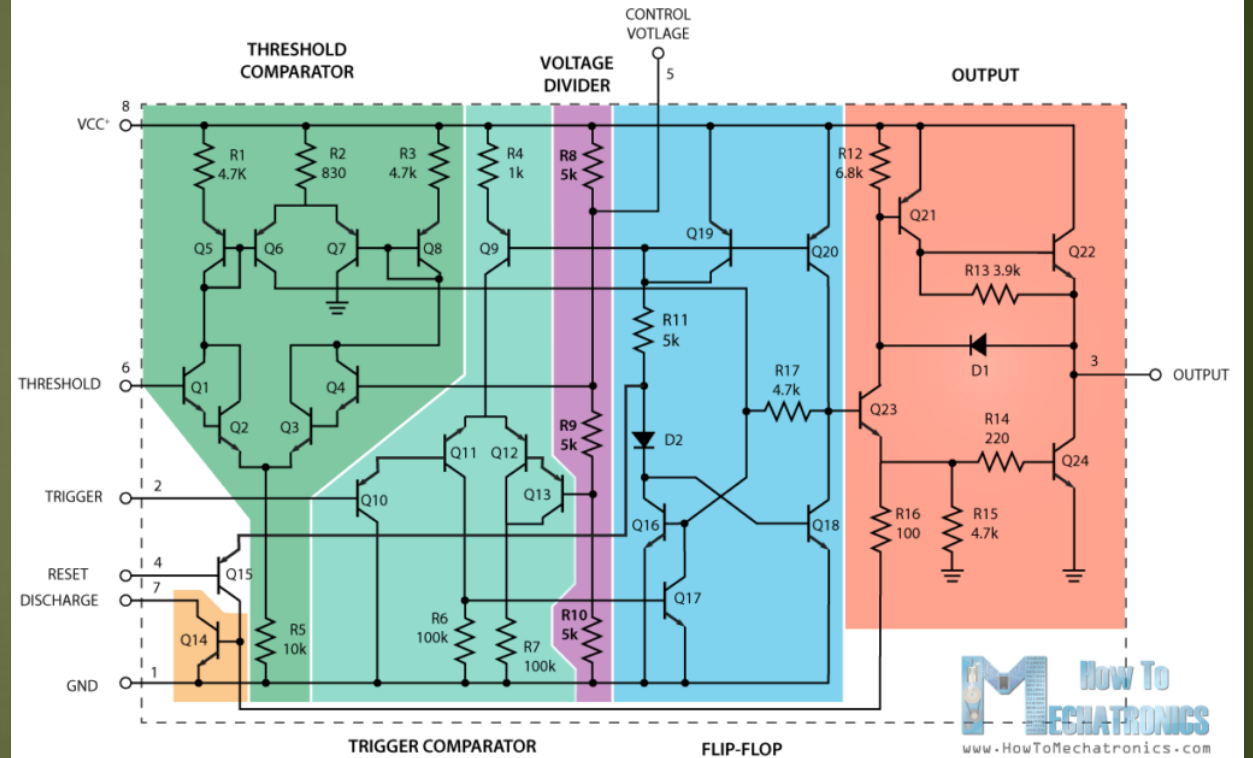 CONTROL
VOTLAGE
5
THRESHOLD
COMPARATOR
VOLTAGE
DIVIDER
OUTPUT
8
VCC+
R1
4.7K
R2
830
R3
4.7k
R4
1k
R8
5k
R12
6.8k
Q5
Q6
Q7
Q8
Q9
Q19
Q20
Q21
Q22
R13 3.9k
R11
5k
D1
6
THRESHOLD
Q1
Q4
Q2
Q3
R17
4.7k
3
OUTPUT
Q23
R9
5k
D2
R14
220
Q11
Q12
Q24
TRIGGER
2
Q10
Q13
Q16
Q18
R16
100
R15
4.7k
RESET
4
Q15
DISCHARGE
7
Q17
Q14
R5
10k
R6
100k
R7
100k
R10
5k
GND
1
TRIGGER COMPARATOR
FLIP-FLOP
How To
MECHATRONICS
www.HowToMechatronics.com